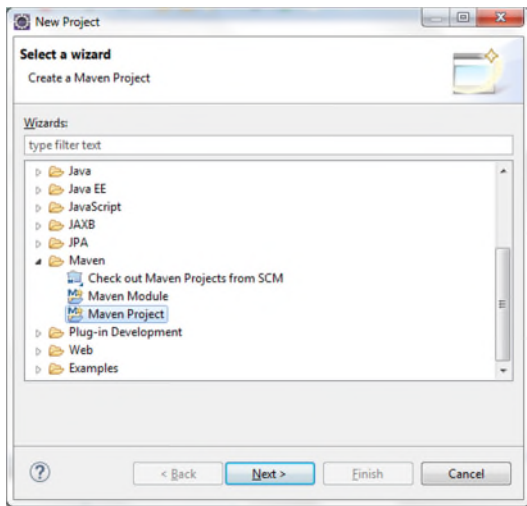 New Project
Select a wizard
Create a Maven Project
Wizards:
type filter text
Java
Java EE
JavaScript
JAXB
JPA
Maven
Check out Maven Projects from SCM
Maven Module
Maven Project
Plug-in Development
Web
Examples
? < Back Next > Finish Cancel